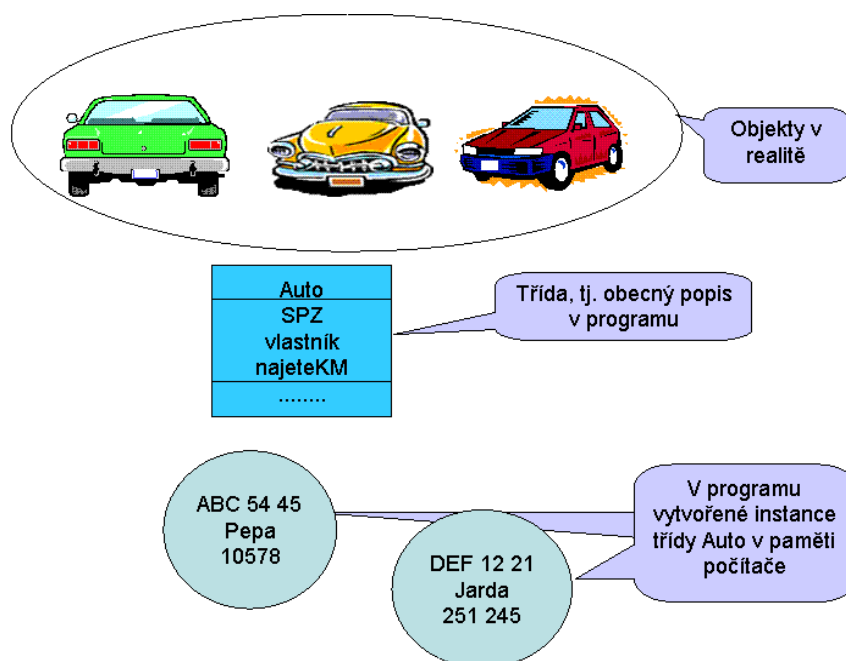 Objekty v
realitě
Auto
SPZ
vlastník
najeteKM
........
Třída, tj. obecný popis
v programu
ABC 54 45
Pepa
10578
DEF 12 21
Jarda
251 245
V programu
vytvořené instance
třídy Auto v paměti
počítače